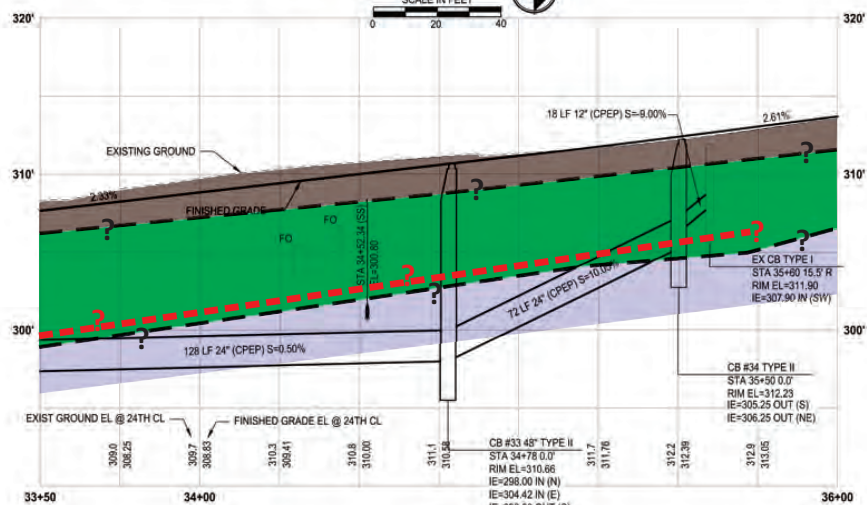 SCALE IN FEET
0 20 40
320' 320'
18 LF 12" (CPEP) S=-9.00%
2.61%
EXISTING GROUND
310' 310'
2.33%
FINISHED GRADE
FO
FO
STA 34+52.34 (SS)
EL=300.80
?
?
?
?
?
?
?
?
?
EX CB TYPE I
STA 35+60 15.5' R
RIM EL=311.90
IE=307.90 IN (SW)
300' 300'
72 LF 24" (CPEP) S=10.00%
128 LF 24" (CPEP) S=0.50%
CB #34 TYPE II
STA 35+50 0.0'
RIM EL=312.23
IE=305.25 OUT (S)
IE=306.25 OUT (NE)
EXIST GROUND EL @ 24TH CL
FINISHED GRADE EL @ 24TH CL
309.0
308.25
309.7
308.83
310.3
309.41
310.8
310.00
311.1
310.58
311.7
311.76
312.2
312.39
312.9
313.05
CB #33 48" TYPE II
STA 34+78 0.0'
RIM EL=310.66
IE=298.00 IN (N)
IE=304.42 IN (E)
33+50 34+00 36+00